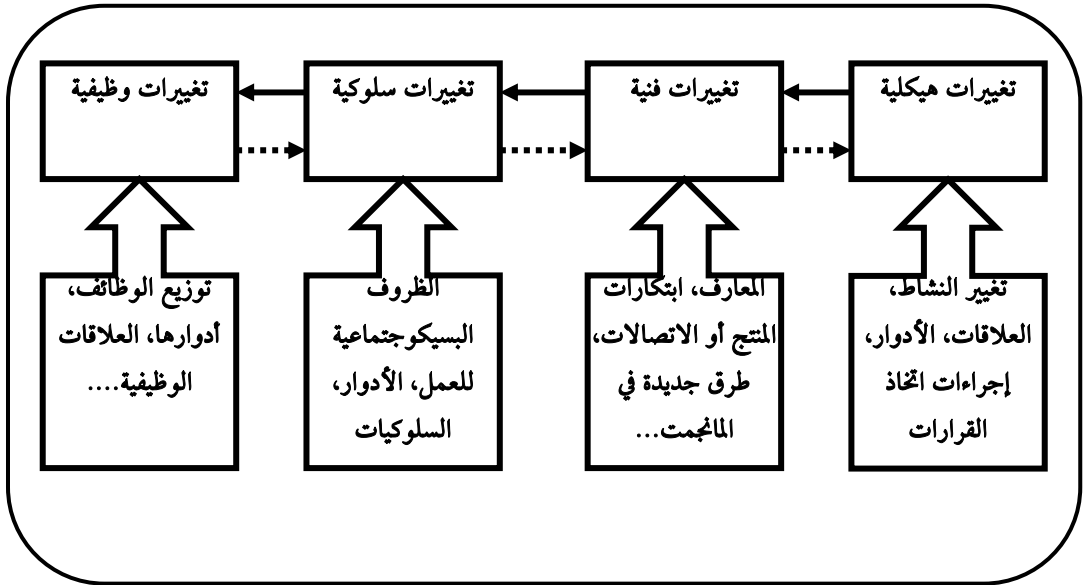 تغييرات هيكلية
تغييرات فنية
تغييرات سلوكية
تغييرات وظيفية
تغيير النشاط،
العلاقات، الأدوار،
إجراءات اتخاذ
القرارات
المعارف، ابتكارات
المنتج أو الاتصالات،
طرق جديدة في
المانجمت...
الظروف
البسيكوجتماعية
للعمل، الأدوار،
السلوكيات
توزيع الوظائف،
أدوارها، العلاقات
الوظيفية....